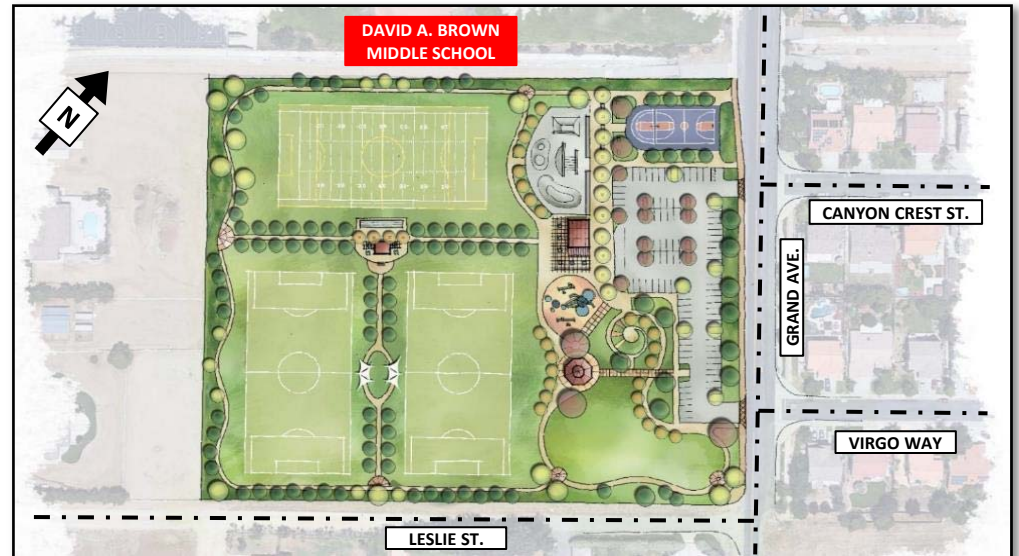 DAVID A. BROWN
MIDDLE SCHOOL
N
CANYON CREST ST.
GRAND AVE.
VIRGO WAY
LESLIE ST.